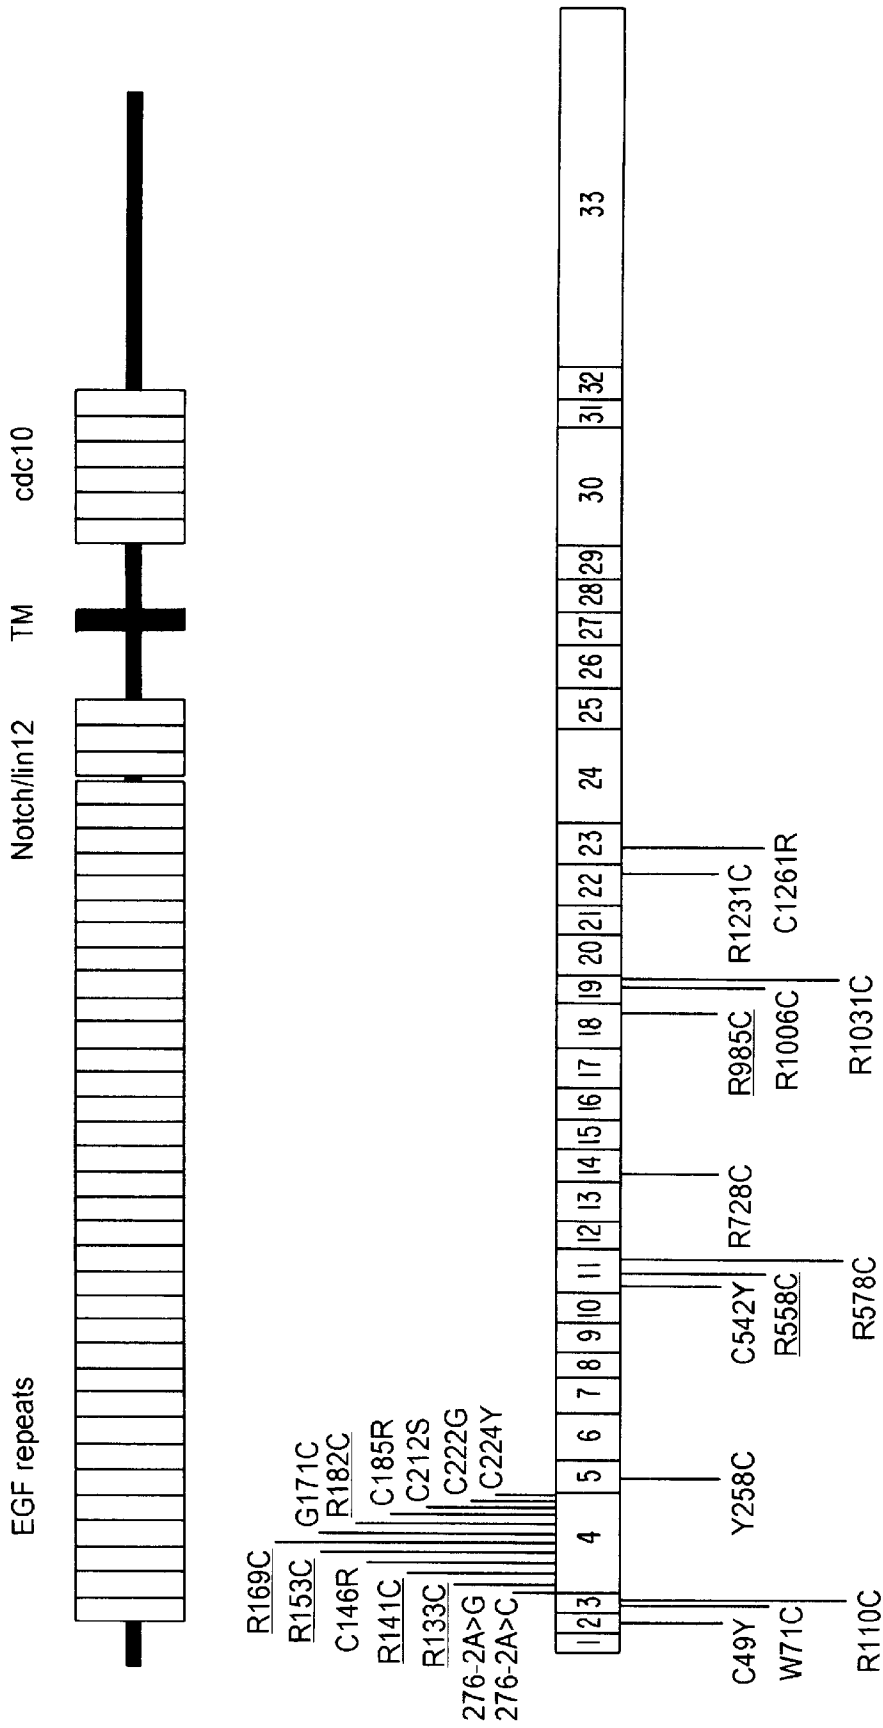 EGF repeats
Notch/lin12
TM
cdc10
R169C
G171C
R153C
R182C
C146R
C185R
R141C
C212S
R133C
C222G
276-2A>G
C224Y
276-2A>C
1 2 3 4 5 6 7 8 9 10 11 12 13 14 15 16 17 18 19 20 21 22 23 24 25 26 27 28 29 30 31 32 33
C49Y
Y258C
C542Y
R728C
R985C
R1231C
W71C
R558C
R1006C
C1261R
R110C
R578C
R1031C